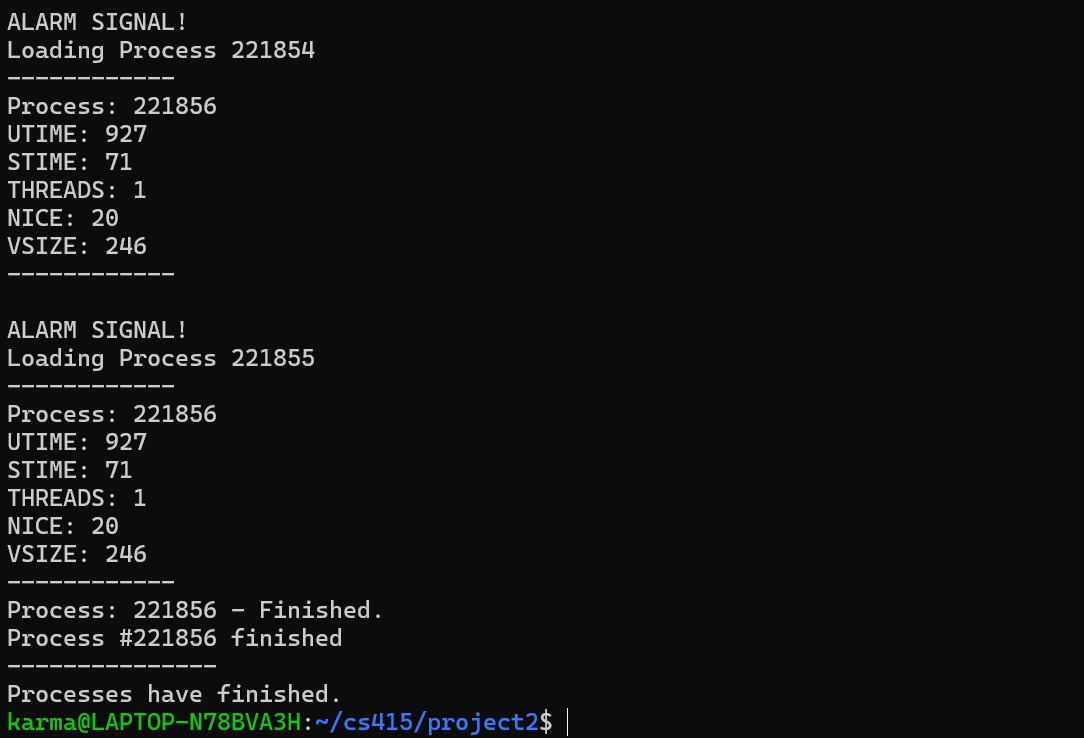 ALARM SIGNAL!
Loading Process 221854
------------
Process: 221856
UTIME: 927
STIME: 71
THREADS: 1
NICE: 20
VSIZE: 246
------------

ALARM SIGNAL!
Loading Process 221855
------------
Process: 221856
UTIME: 927
STIME: 71
THREADS: 1
NICE: 20
VSIZE: 246
------------
Process: 221856 - Finished.
Process #221856 finished
---------------
Processes have finished.
karma@LAPTOP-N78BVA3H:~/cs415/project2$